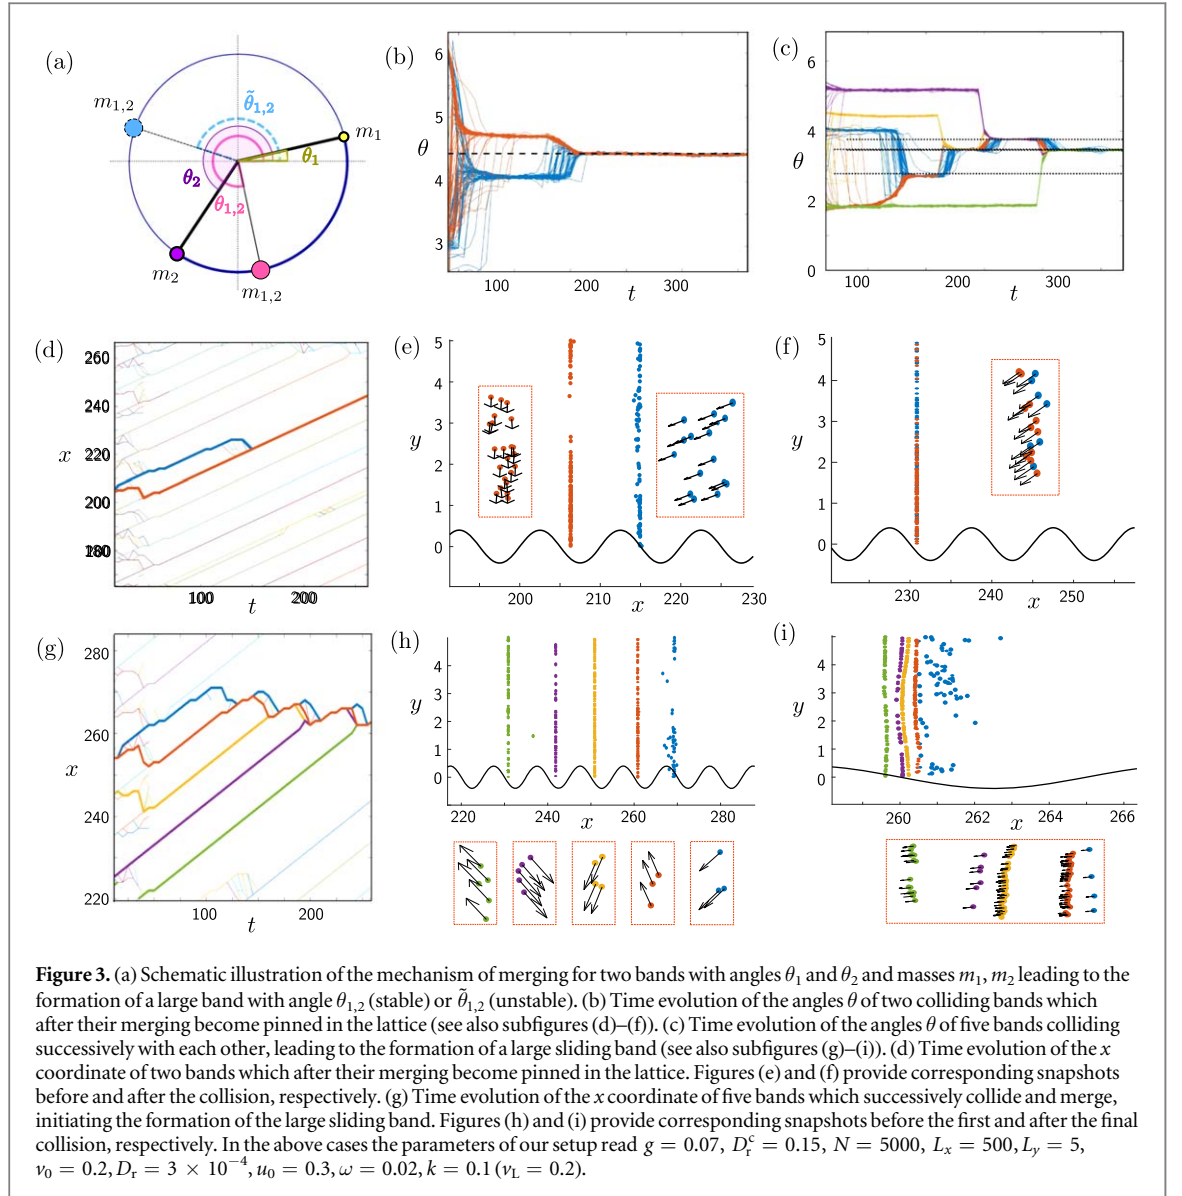 (a)
m₁,₂
θ̃₁,₂
m₁
θ₁
θ₂
θ₁,₂
m₂
m₁,₂
(b)
6
5
θ
4
3
100
200
t
300
(c)
6
4
θ
2
0
100
200
t
300
(d)
260
240
x
220
200
180
100
200
t
(e)
5
4
3
y
2
1
0
200
210
x
220
230
(f)
5
4
3
y
2
1
0
230
240
x
250
(g)
280
260
x
240
220
100
200
t
(h)
4
3
y
2
1
0
220
240
x
260
280
(i)
4
3
y
2
1
0
260
262
x
264
266
Figure 3. (a) Schematic illustration of the mechanism of merging for two bands with angles θ₁ and θ₂ and masses m₁, m₂ leading to the
formation of a large band with angle θ₁,₂ (stable) or θ̃₁,₂ (unstable). (b) Time evolution of the angles θ of two colliding bands which
after their merging become pinned in the lattice (see also subfigures (d)–(f)). (c) Time evolution of the angles θ of five bands colliding
successively with each other, leading to the formation of a large sliding band (see also subfigures (g)–(i)). (d) Time evolution of the x
coordinate of two bands which after their merging become pinned in the lattice. Figures (e) and (f) provide corresponding snapshots
before and after the collision, respectively. (g) Time evolution of the x coordinate of five bands which successively collide and merge,
initiating the formation of the large sliding band. Figures (h) and (i) provide corresponding snapshots before the first and after the final
collision, respectively. In the above cases the parameters of our setup read g = 0.07, Dᵣᶜ = 0.15, N = 5000, Lₓ = 500, L_y = 5,
v₀ = 0.2, Dᵣ = 3 × 10⁻⁴, u₀ = 0.3, ω = 0.02, k = 0.1 (v_L = 0.2).